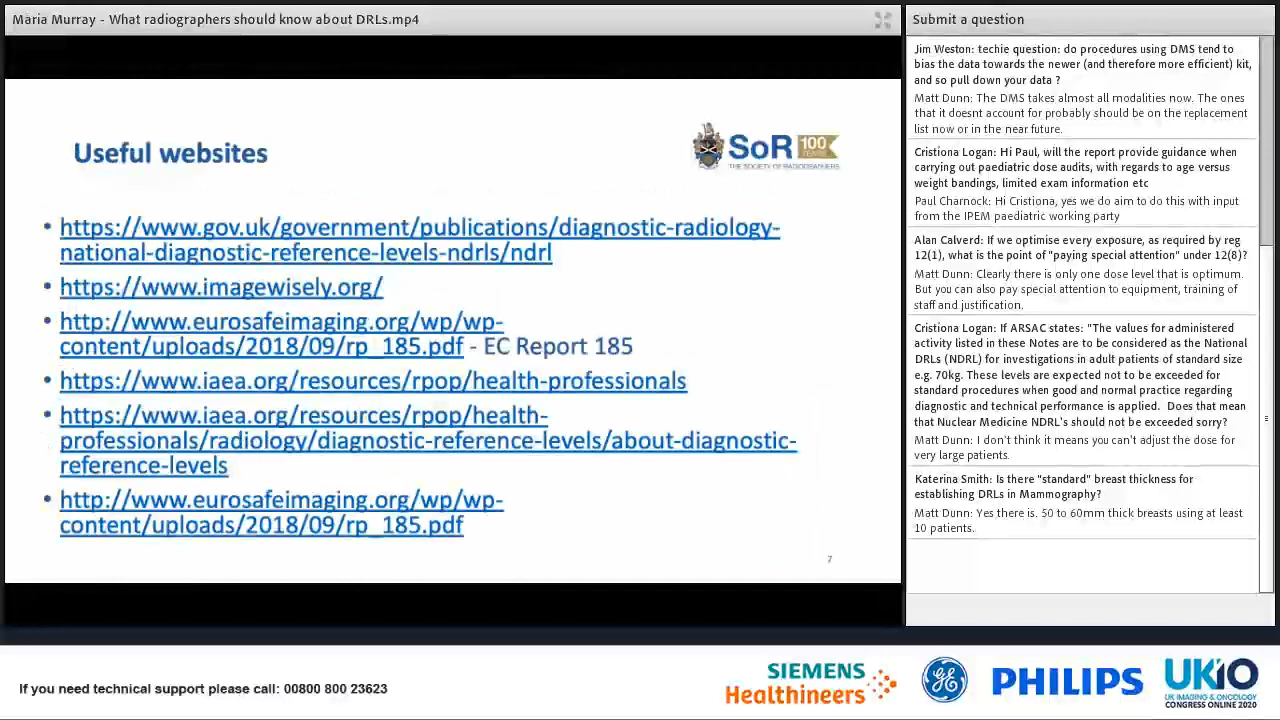 Maria Murray - What radiographers should know about DRLs.mp4
Useful websites
SoR 100
YEARS
THE SOCIETY OF RADIOGRAPHERS
• https://www.gov.uk/government/publications/diagnostic-radiology-
national-diagnostic-reference-levels-ndrls/ndrl
• https://www.imagewisely.org/
• http://www.eurosafeimaging.org/wp/wp-
content/uploads/2018/09/rp_185.pdf - EC Report 185
• https://www.iaea.org/resources/rpop/health-professionals
• https://www.iaea.org/resources/rpop/health-
professionals/radiology/diagnostic-reference-levels/about-diagnostic-
reference-levels
• http://www.eurosafeimaging.org/wp/wp-
content/uploads/2018/09/rp_185.pdf
7
Submit a question
Jim Weston: techie question: do procedures using DMS tend to
bias the data towards the newer (and therefore more efficient) kit,
and so pull down your data ?
Matt Dunn: The DMS takes almost all modalities now. The ones
that it doesnt account for probably should be on the replacement
list now or in the near future.
Cristiona Logan: Hi Paul, will the report provide guidance when
carrying out paediatric dose audits, with regards to age versus
weight bandings, limited exam information etc
Paul Charnock: Hi Cristiona, yes we do aim to do this with input
from the IPEM paediatric working party
Alan Calverd: If we optimise every exposure, as required by reg
12(1), what is the point of "paying special attention" under 12(8)?
Matt Dunn: Clearly there is only one dose level that is optimum.
But you can also pay special attention to equipment, training of
staff and justification.
Cristiona Logan: If ARSAC states: "The values for administered
activity listed in these Notes are to be considered as the National
DRLs (NDRL) for investigations in adult patients of standard size
e.g. 70kg. These levels are expected not to be exceeded for
standard procedures when good and normal practice regarding
diagnostic and technical performance is applied.  Does that mean
that Nuclear Medicine NDRL's should not be exceeded sorry?
Matt Dunn: I don't think it means you can't adjust the dose for
very large patients.
Katerina Smith: Is there "standard" breast thickness for
establishing DRLs in Mammography?
Matt Dunn: Yes there is. 50 to 60mm thick breasts using at least
10 patients.
If you need technical support please call: 00800 800 23623
SIEMENS
Healthineers
GE
PHILIPS
UKIO
UK IMAGING & ONCOLOGY
CONGRESS ONLINE 2020